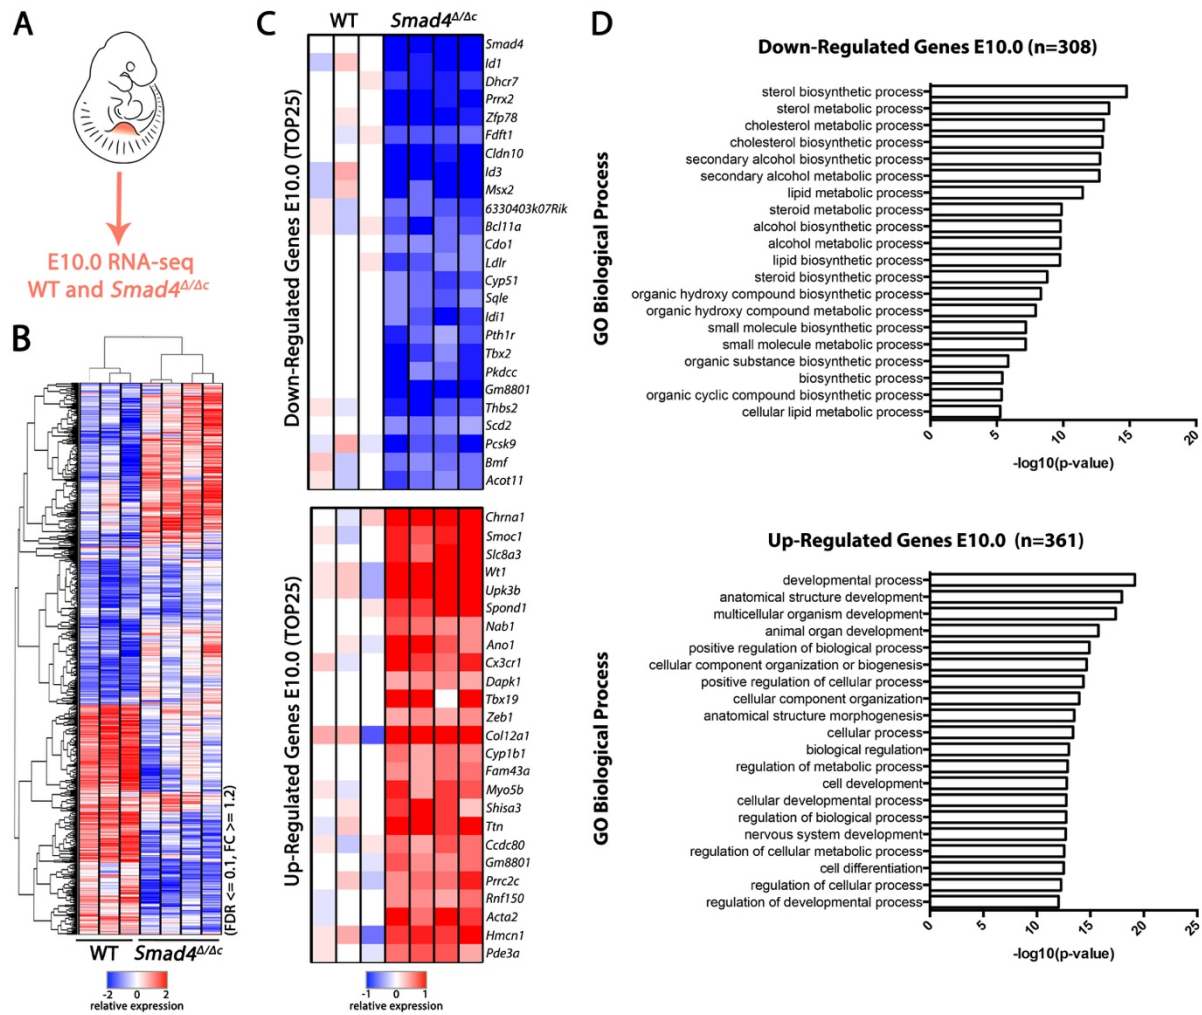 A
E10.0 RNA-seq
WT and Smad4Δ/Δc
B
(FDR <= 0.1, FC >= 1.2)
WT Smad4Δ/Δc
-2 0 2
relative expression
C
WT Smad4Δ/Δc
Down-Regulated Genes E10.0 (TOP25)
Smad4
Id1
Dhcr7
Prrx2
Zfp78
Fdft1
Cldn10
Id3
Msx2
6330403k07Rik
Bcl11a
Cdo1
Ldlr
Cyp51
Sqle
Idi1
Pth1r
Tbx2
Pkdcc
Gm8801
Thbs2
Scd2
Pcsk9
Bmf
Acot11
Up-Regulated Genes E10.0 (TOP25)
Chrna1
Smoc1
Slc8a3
Wt1
Upk3b
Spond1
Nab1
Ano1
Cx3cr1
Dapk1
Tbx19
Zeb1
Col12a1
Cyp1b1
Fam43a
Myo5b
Shisa3
Ttn
Ccdc80
Gm8801
Prrc2c
Rnf150
Acta2
Hmcn1
Pde3a
-1 0 1
relative expression
D
Down-Regulated Genes E10.0 (n=308)
GO Biological Process
sterol biosynthetic process
sterol metabolic process
cholesterol metabolic process
cholesterol biosynthetic process
secondary alcohol biosynthetic process
secondary alcohol metabolic process
lipid metabolic process
steroid metabolic process
alcohol biosynthetic process
alcohol metabolic process
lipid biosynthetic process
steroid biosynthetic process
organic hydroxy compound biosynthetic process
organic hydroxy compound metabolic process
small molecule biosynthetic process
small molecule metabolic process
organic substance biosynthetic process
biosynthetic process
organic cyclic compound biosynthetic process
cellular lipid metabolic process
0 5 10 15 20
-log10(p-value)
Up-Regulated Genes E10.0 (n=361)
GO Biological Process
developmental process
anatomical structure development
multicellular organism development
animal organ development
positive regulation of biological process
cellular component organization or biogenesis
positive regulation of cellular process
cellular component organization
anatomical structure morphogenesis
cellular process
biological regulation
regulation of metabolic process
cell development
cellular developmental process
regulation of biological process
nervous system development
regulation of cellular metabolic process
cell differentiation
regulation of cellular process
regulation of developmental process
0 5 10 15 20 25
-log10(p-value)